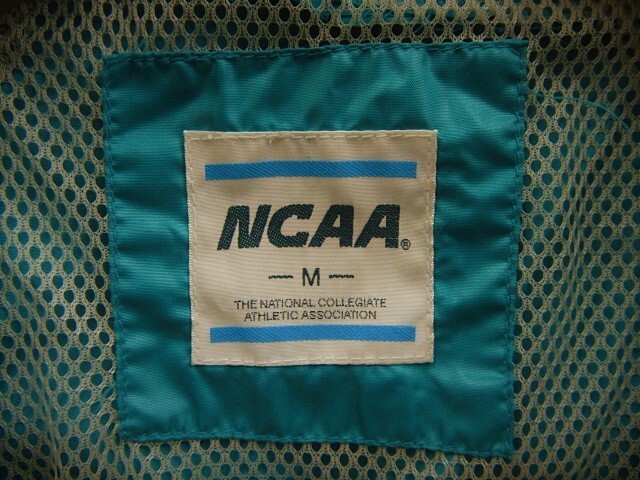 NCAA®
— M —
THE NATIONAL COLLEGIATE
ATHLETIC ASSOCIATION